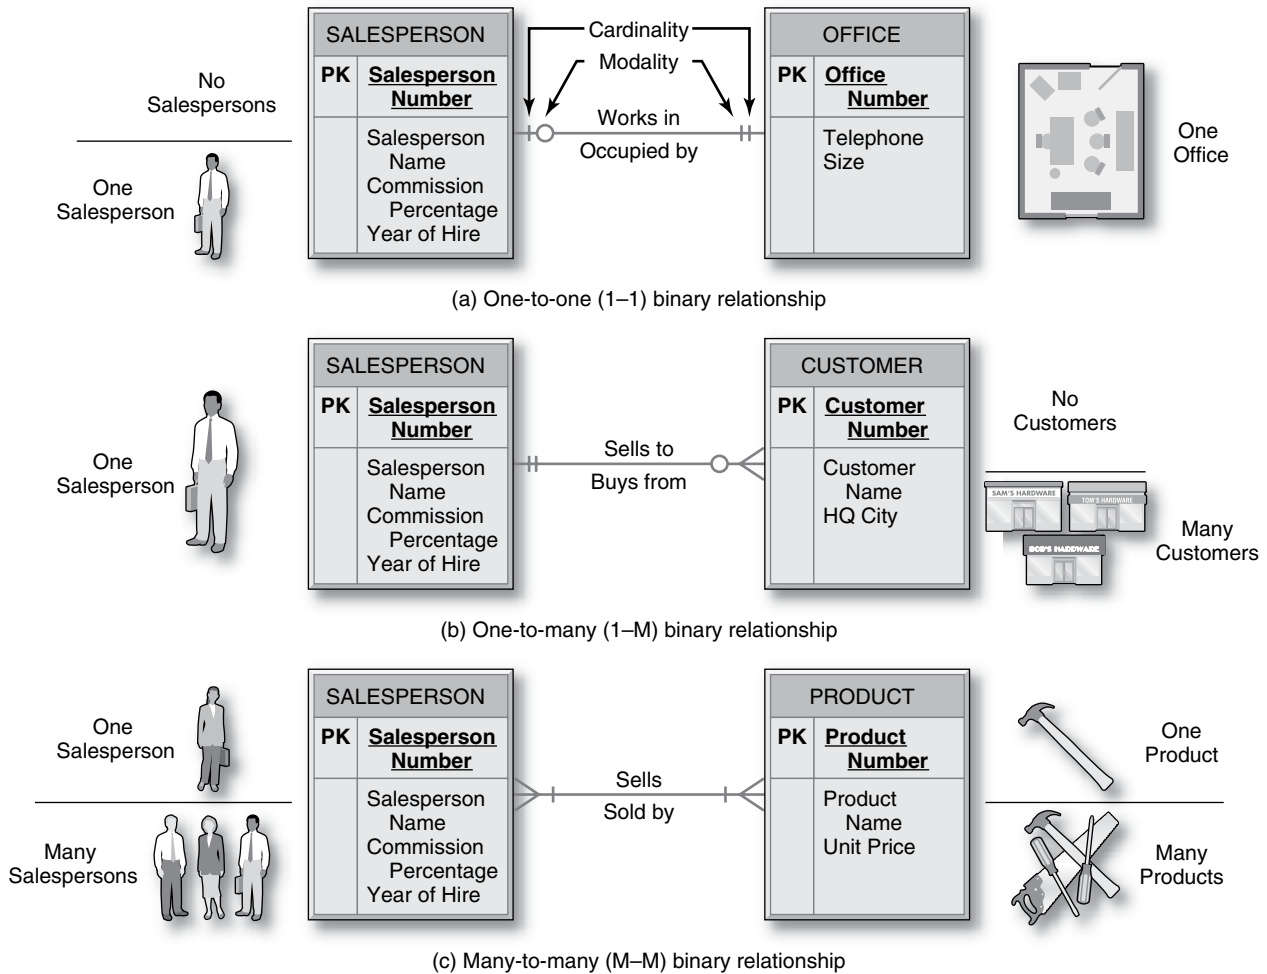 SALESPERSON
Cardinality
OFFICE
Modality
No
Salespersons
PK
Salesperson
Number
PK
Office
Number
Works in
Occupied by
One
Salesperson
Salesperson
Name
Commission
Percentage
Year of Hire
Telephone
Size
One
Office
(a) One-to-one (1–1) binary relationship
SALESPERSON
CUSTOMER
PK
Salesperson
Number
PK
Customer
Number
No
Customers
One
Salesperson
Salesperson
Name
Commission
Percentage
Year of Hire
Sells to
Buys from
Customer
Name
HQ City
SAM'S HARDWARE
TOM'S HARDWARE
BOB'S HARDWARE
Many
Customers
(b) One-to-many (1–M) binary relationship
SALESPERSON
PRODUCT
One
Salesperson
PK
Salesperson
Number
PK
Product
Number
One
Product
Sells
Sold by
Many
Salespersons
Salesperson
Name
Commission
Percentage
Year of Hire
Product
Name
Unit Price
Many
Products
(c) Many-to-many (M–M) binary relationship